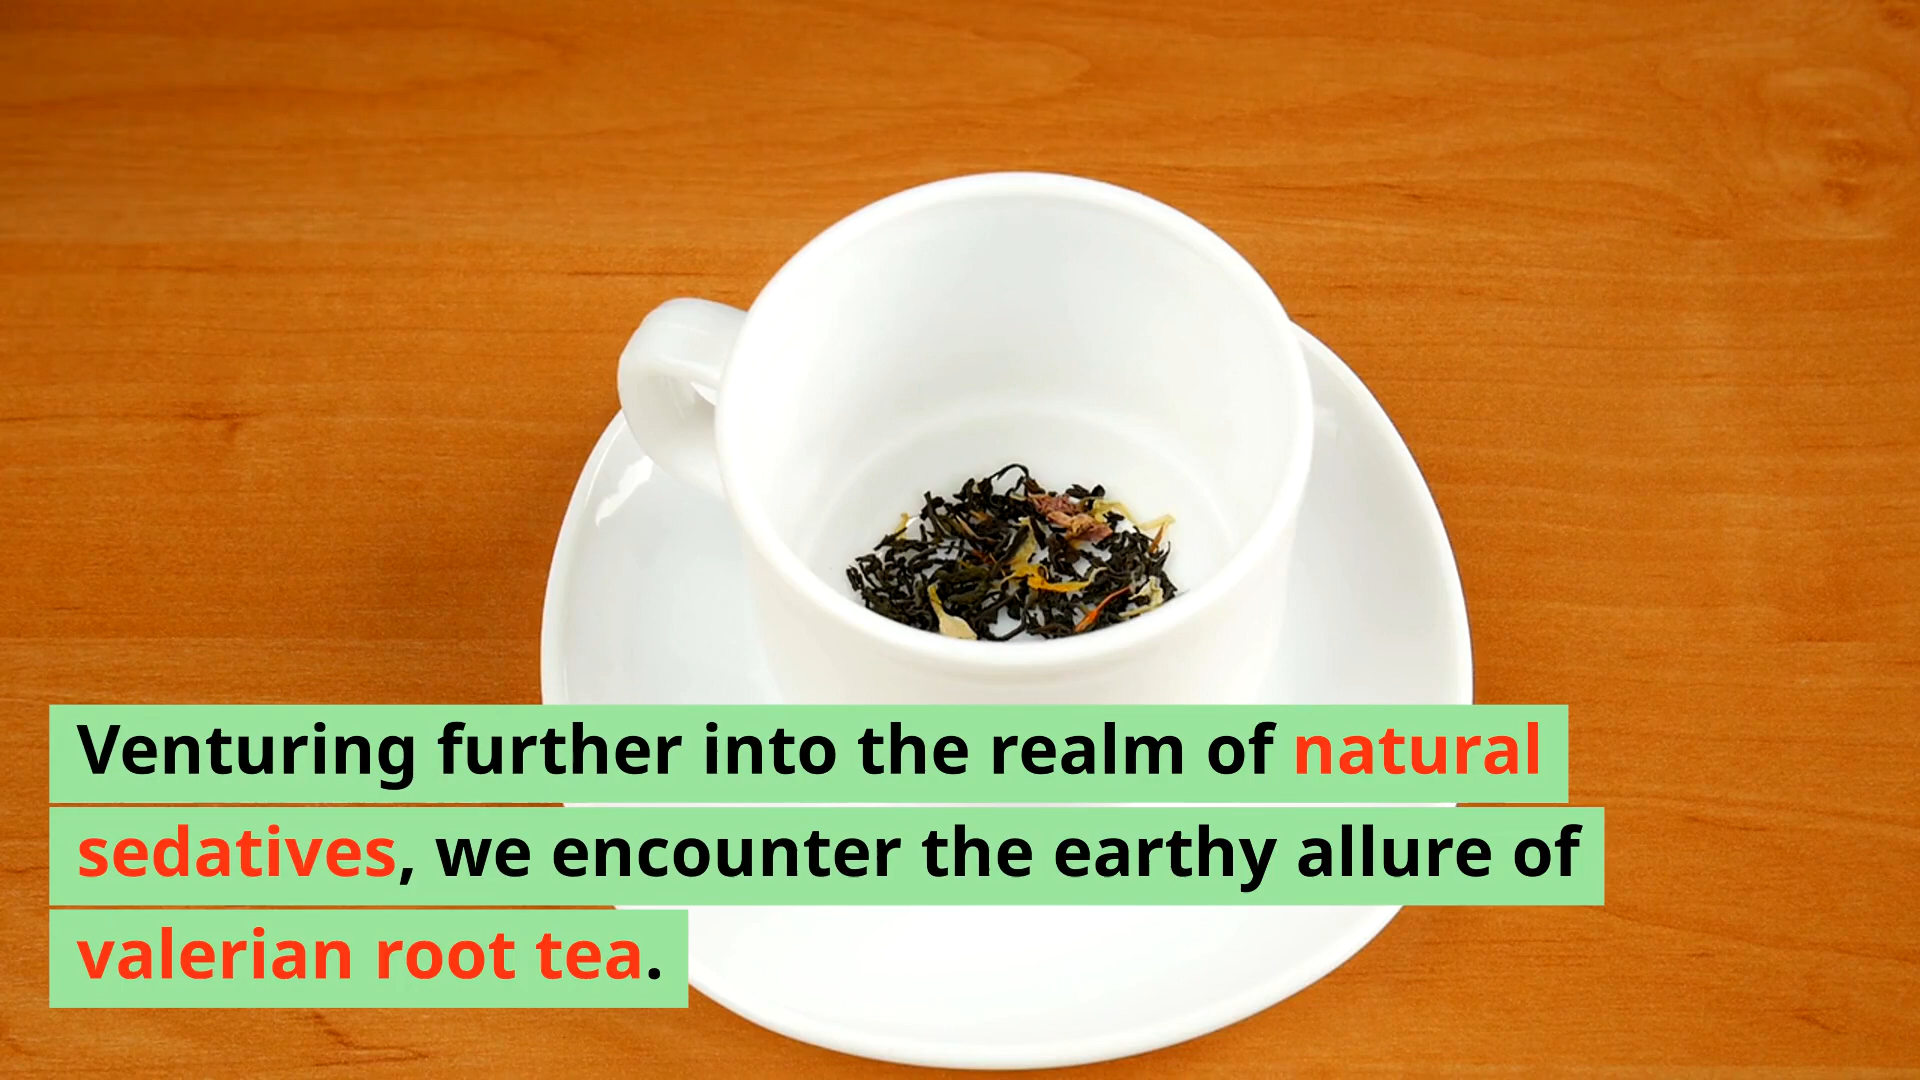 Venturing further into the realm of natural
sedatives, we encounter the earthy allure of
valerian root tea.